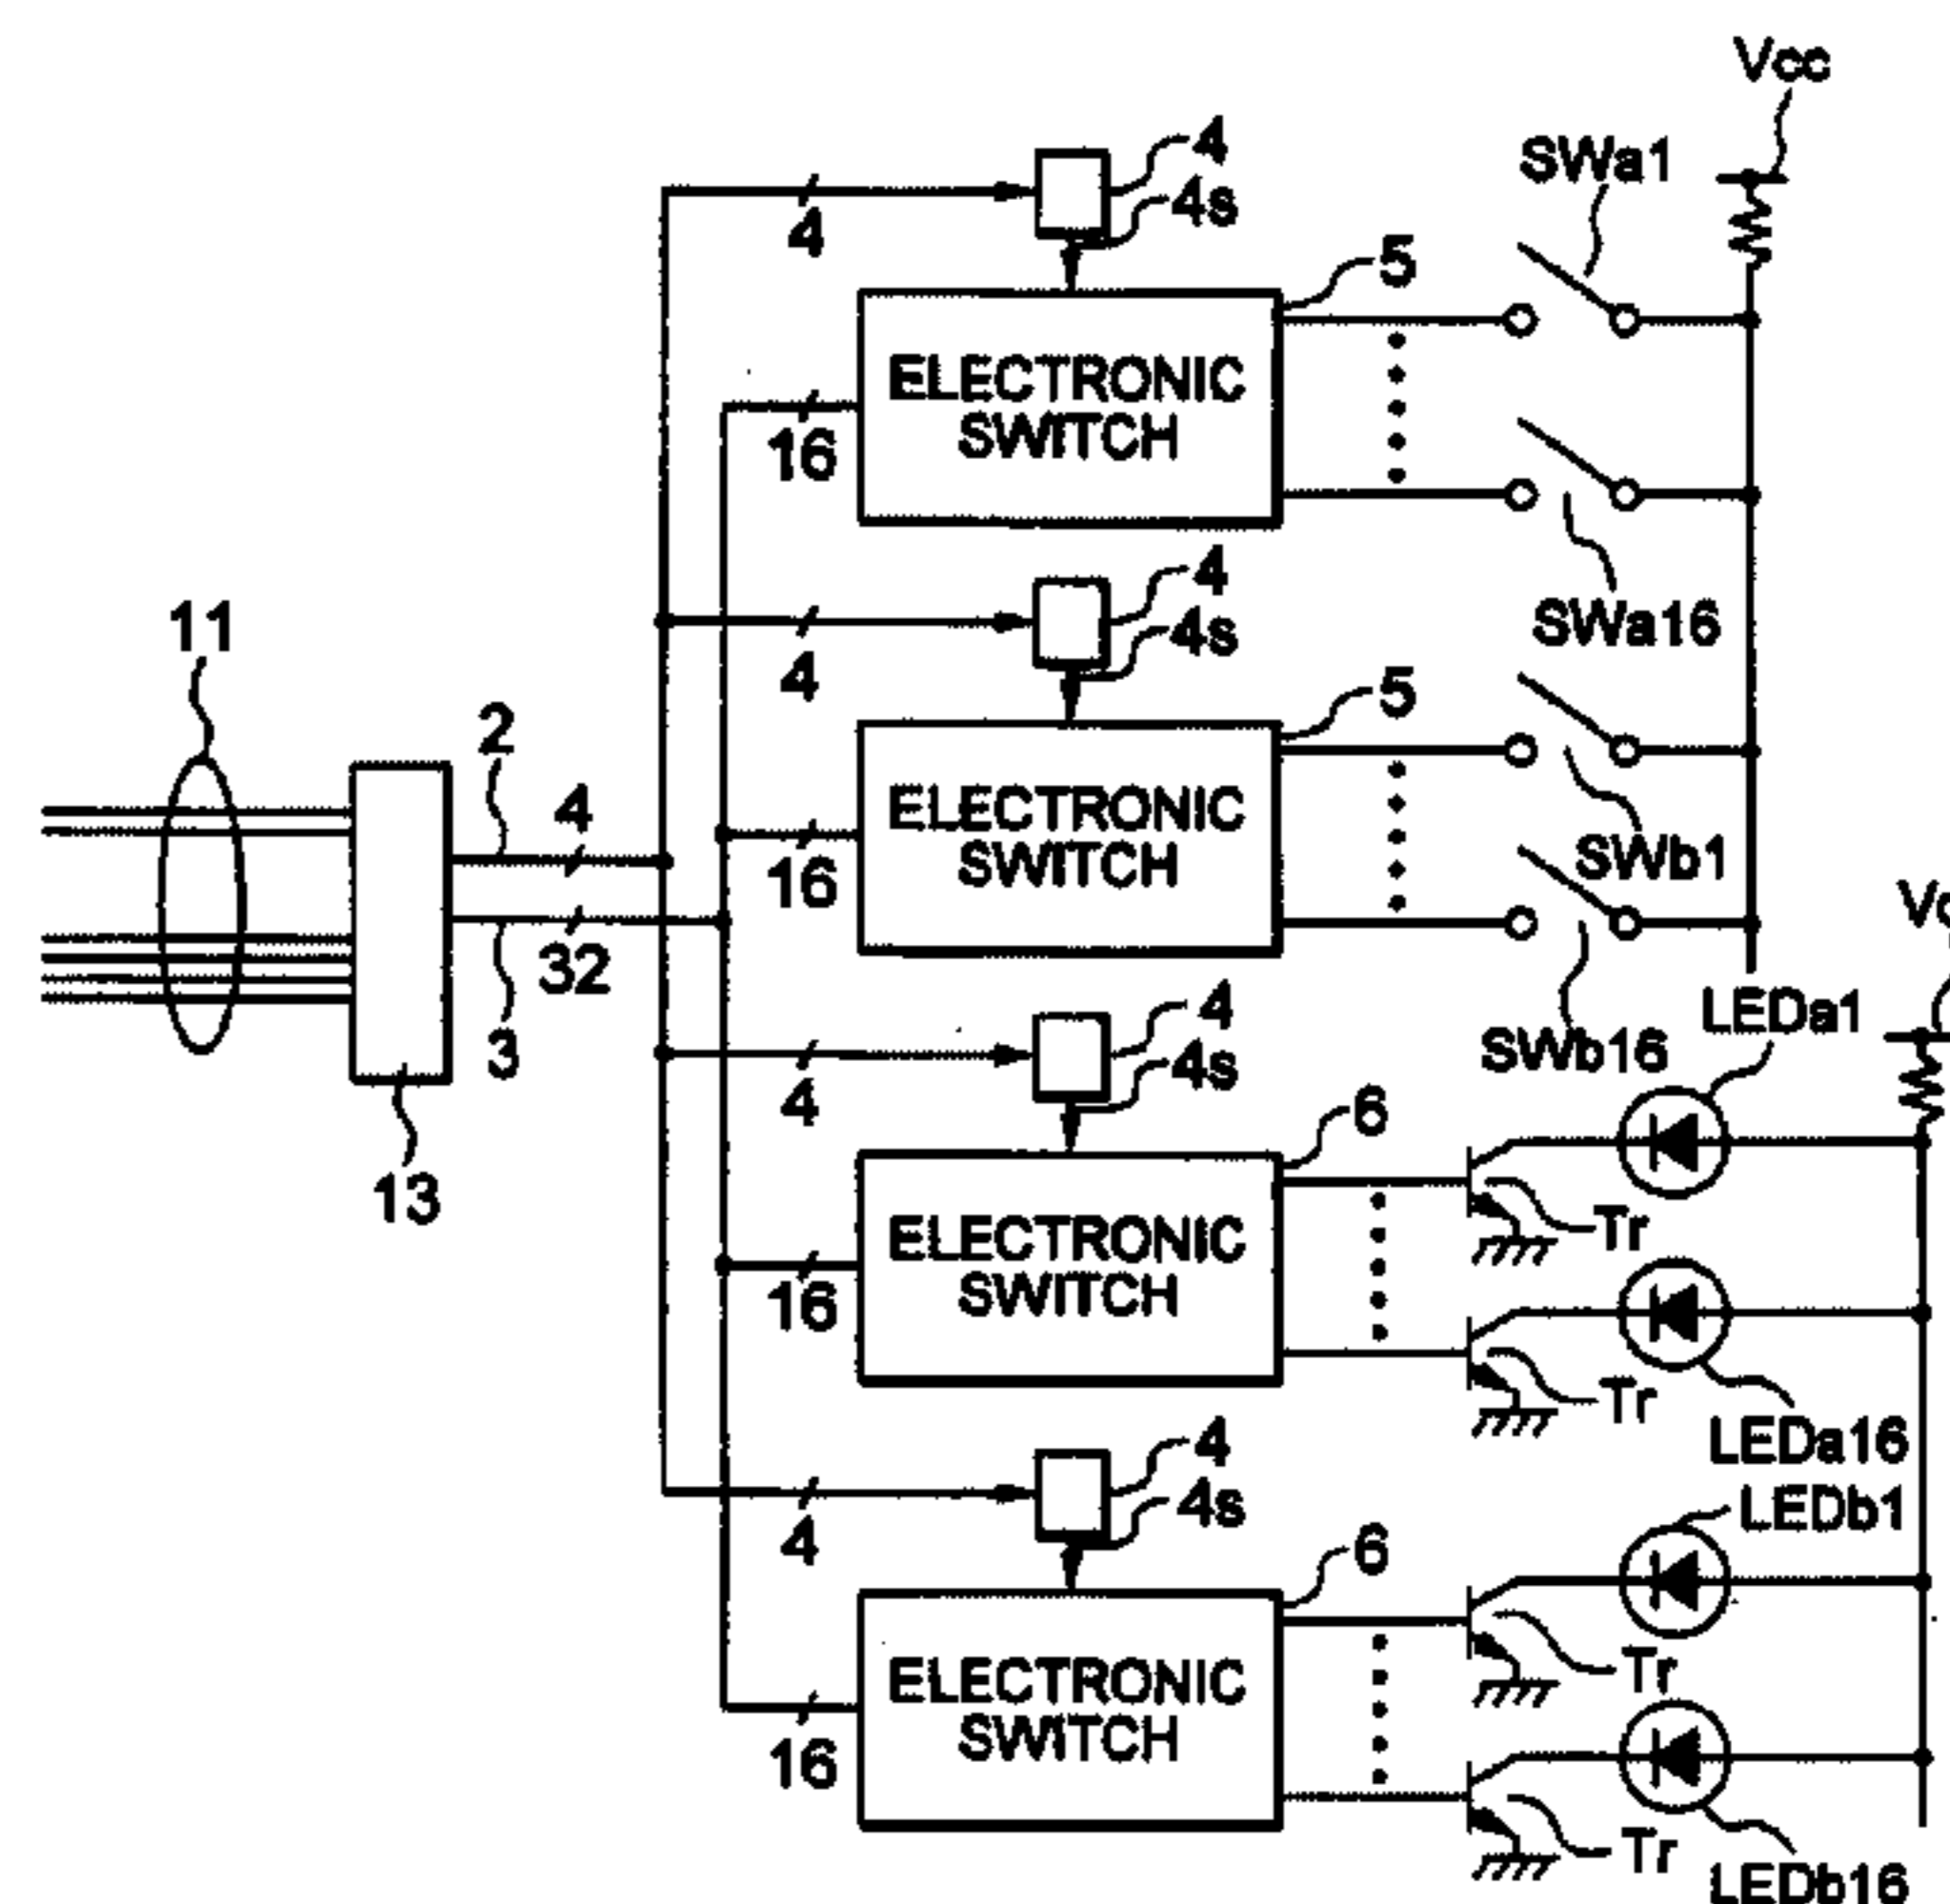 Vcc
SWa1
4
4s
4
5
ELECTRONIC
SWITCH
16
SWa16
4
4s
4
5
11
2
4
ELECTRONIC
SWITCH
16
SWb1
32
3
SWb16
LEDa1
4
4s
4
6
13
ELECTRONIC
SWITCH
16
Tr
Tr
LEDa16
4
4s
4
LEDb1
6
ELECTRONIC
SWITCH
16
Tr
Tr
LEDb16